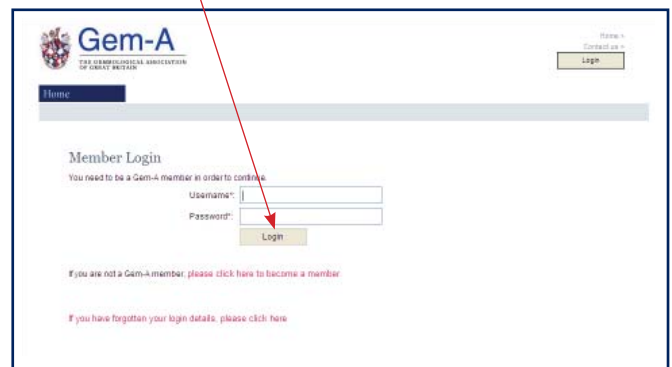 Gem-A
THE GEMMOLOGICAL ASSOCIATION
OF GREAT BRITAIN
Home >
Contact us >
Login
Home
Member Login
You need to be a Gem-A member in order to continue.
Username*:
Password*:
Login
If you are not a Gem-A member, please click here to become a member
If you have forgotten your login details, please click here